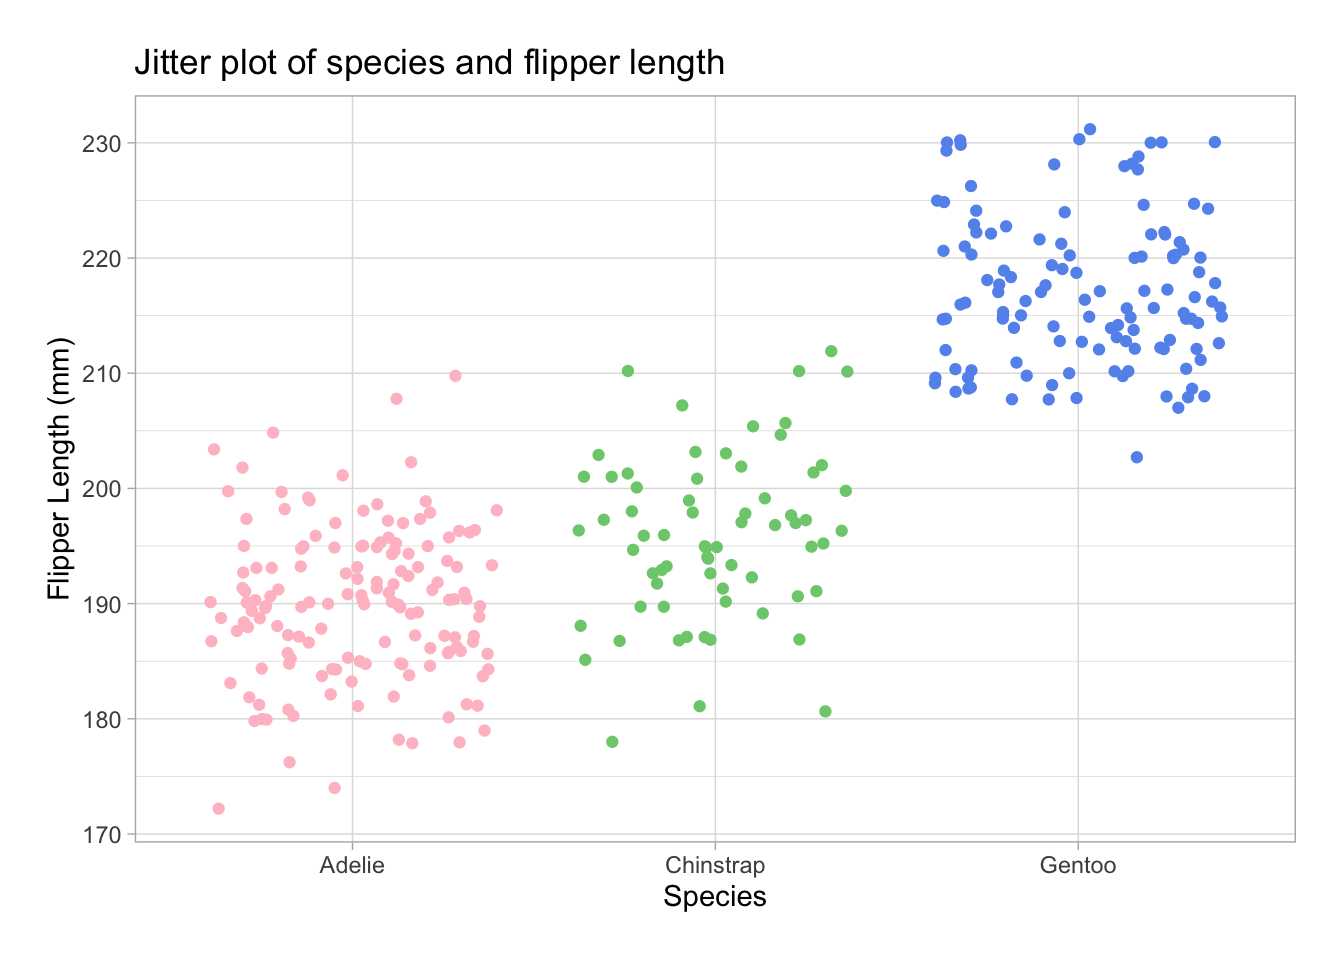 Jitter plot of species and flipper length
230
220
210
200
190
180
170
Flipper Length (mm)
Adelie
Chinstrap
Gentoo
Species